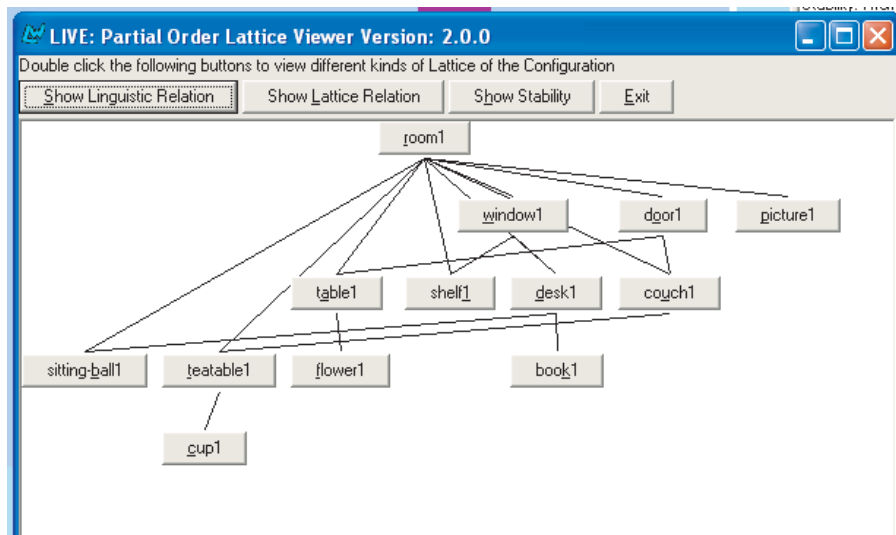 LIVE: Partial Order Lattice Viewer Version: 2.0.0
Double click the following buttons to view different kinds of Lattice of the Configuration
Show Linguistic Relation Show Lattice Relation Show Stability Exit
room1
window1 door1 picture1
table1 shelf1 desk1 couch1
sitting-ball1 teatable1 flower1 book1
cup1